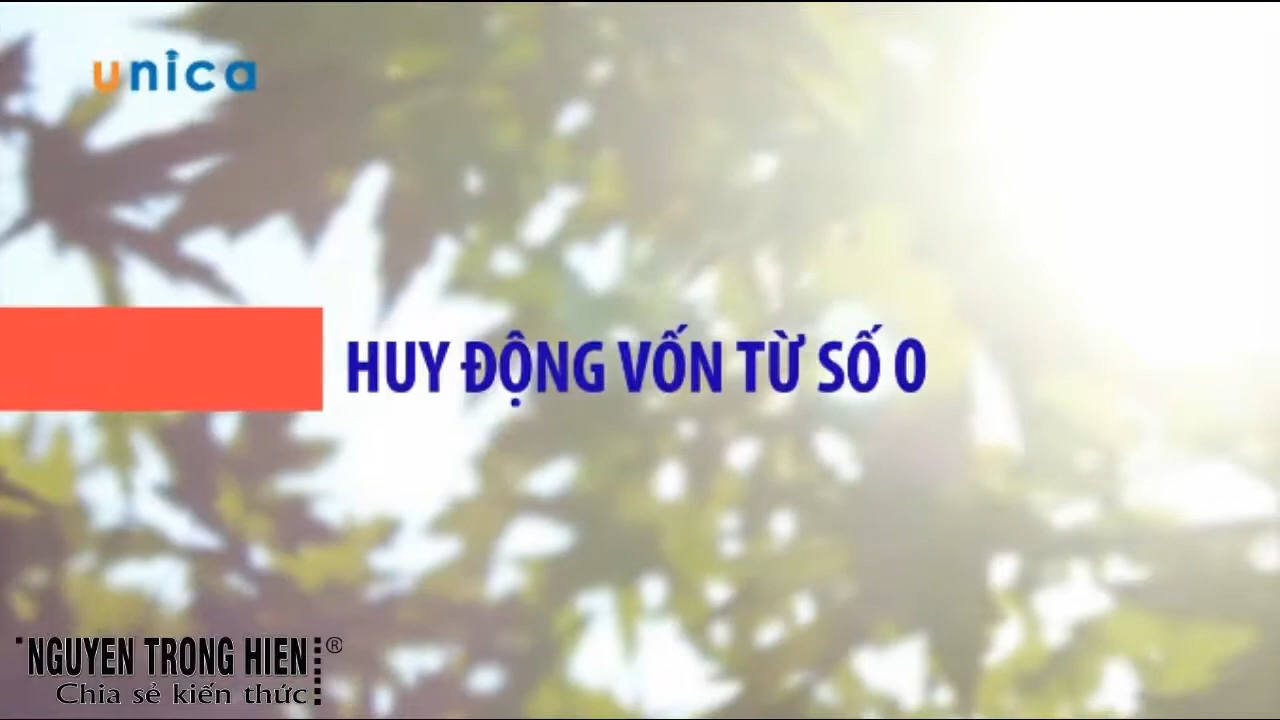 unica
HUY ĐỘNG VỐN TỪ SỐ 0
NGUYEN TRONG HIEN ®
Chia sẻ kiến thức